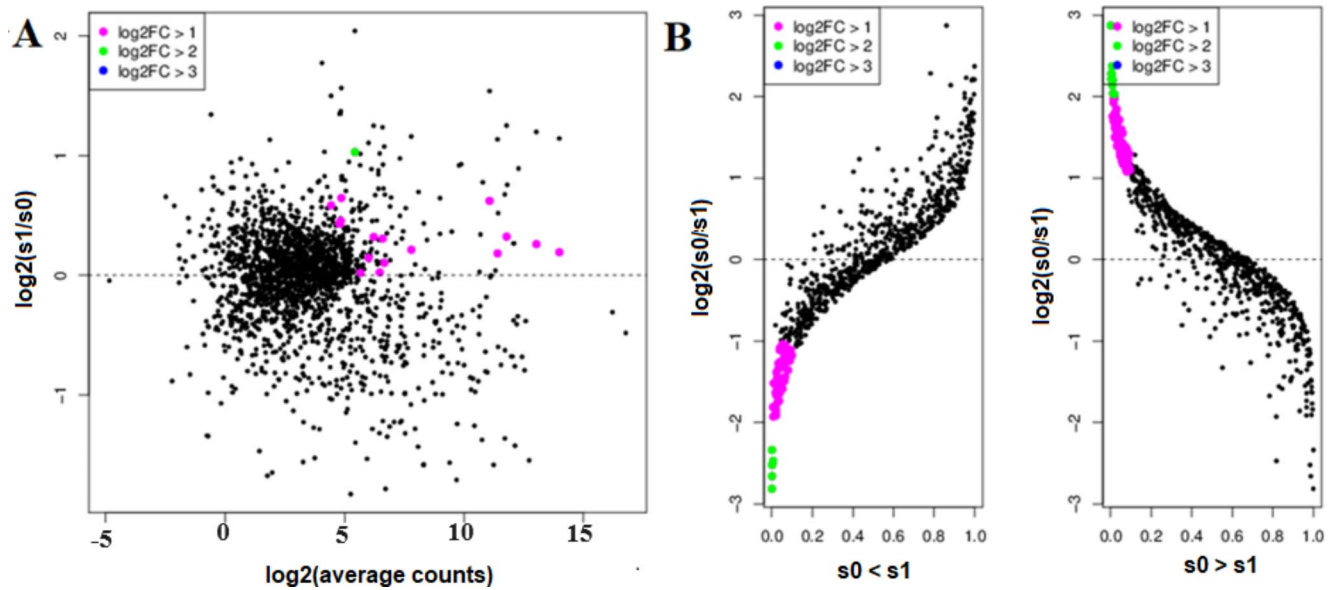 A
log2FC > 1
log2FC > 2
log2FC > 3
2
1
0
−1
log2(s1/s0)
-5
0
5
10
15
log2(average counts)
B
log2FC > 1
log2FC > 2
log2FC > 3
3
2
1
0
−1
−2
−3
log2(s0/s1)
0.0
0.2
0.4
0.6
0.8
1.0
s0 < s1
log2FC > 1
log2FC > 2
log2FC > 3
3
2
1
0
−1
−2
−3
log2(s0/s1)
0.0
0.2
0.4
0.6
0.8
1.0
s0 > s1